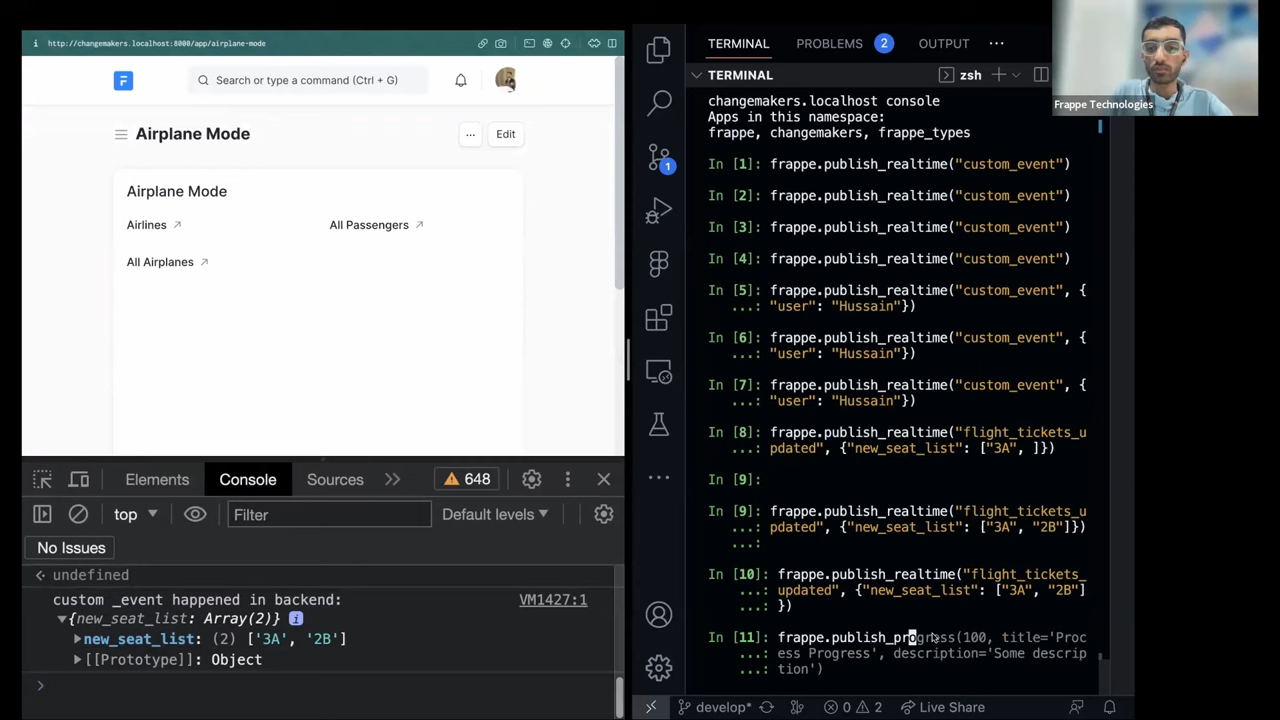 http://changemakers.localhost:8000/app/airplane-mode
Search or type a command (Ctrl + G)
Airplane Mode
...
Edit
Airplane Mode
Airlines
All Passengers
All Airplanes
Elements
Console
Sources
648
top
Filter
Default levels
No Issues
undefined
custom _event happened in backend:
VM1427:1
{new_seat_list: Array(2)}
new_seat_list: (2) ['3A', '2B']
[[Prototype]]: Object
TERMINAL
PROBLEMS
2
OUTPUT
TERMINAL
zsh
Frappe Technologies
1
changemakers.localhost console
Apps in this namespace:
frappe, changemakers, frappe_types
In [1]: frappe.publish_realtime("custom_event")
In [2]: frappe.publish_realtime("custom_event")
In [3]: frappe.publish_realtime("custom_event")
In [4]: frappe.publish_realtime("custom_event")
In [5]: frappe.publish_realtime("custom_event", {
...: "user": "Hussain"})
In [6]: frappe.publish_realtime("custom_event", {
...: "user": "Hussain"})
In [7]: frappe.publish_realtime("custom_event", {
...: "user": "Hussain"})
In [8]: frappe.publish_realtime("flight_tickets_u
...: pdated", {"new_seat_list": ["3A", ]})
In [9]:
In [9]: frappe.publish_realtime("flight_tickets_u
...: pdated", {"new_seat_list": ["3A", "2B"]})
...:
In [10]: frappe.publish_realtime("flight_tickets_
...: updated", {"new_seat_list": ["3A", "2B"]
...: })
In [11]: frappe.publish_progress(100, title='Proc
...: ess Progress', description='Some descrip
...: tion')
develop*
0
2
Live Share